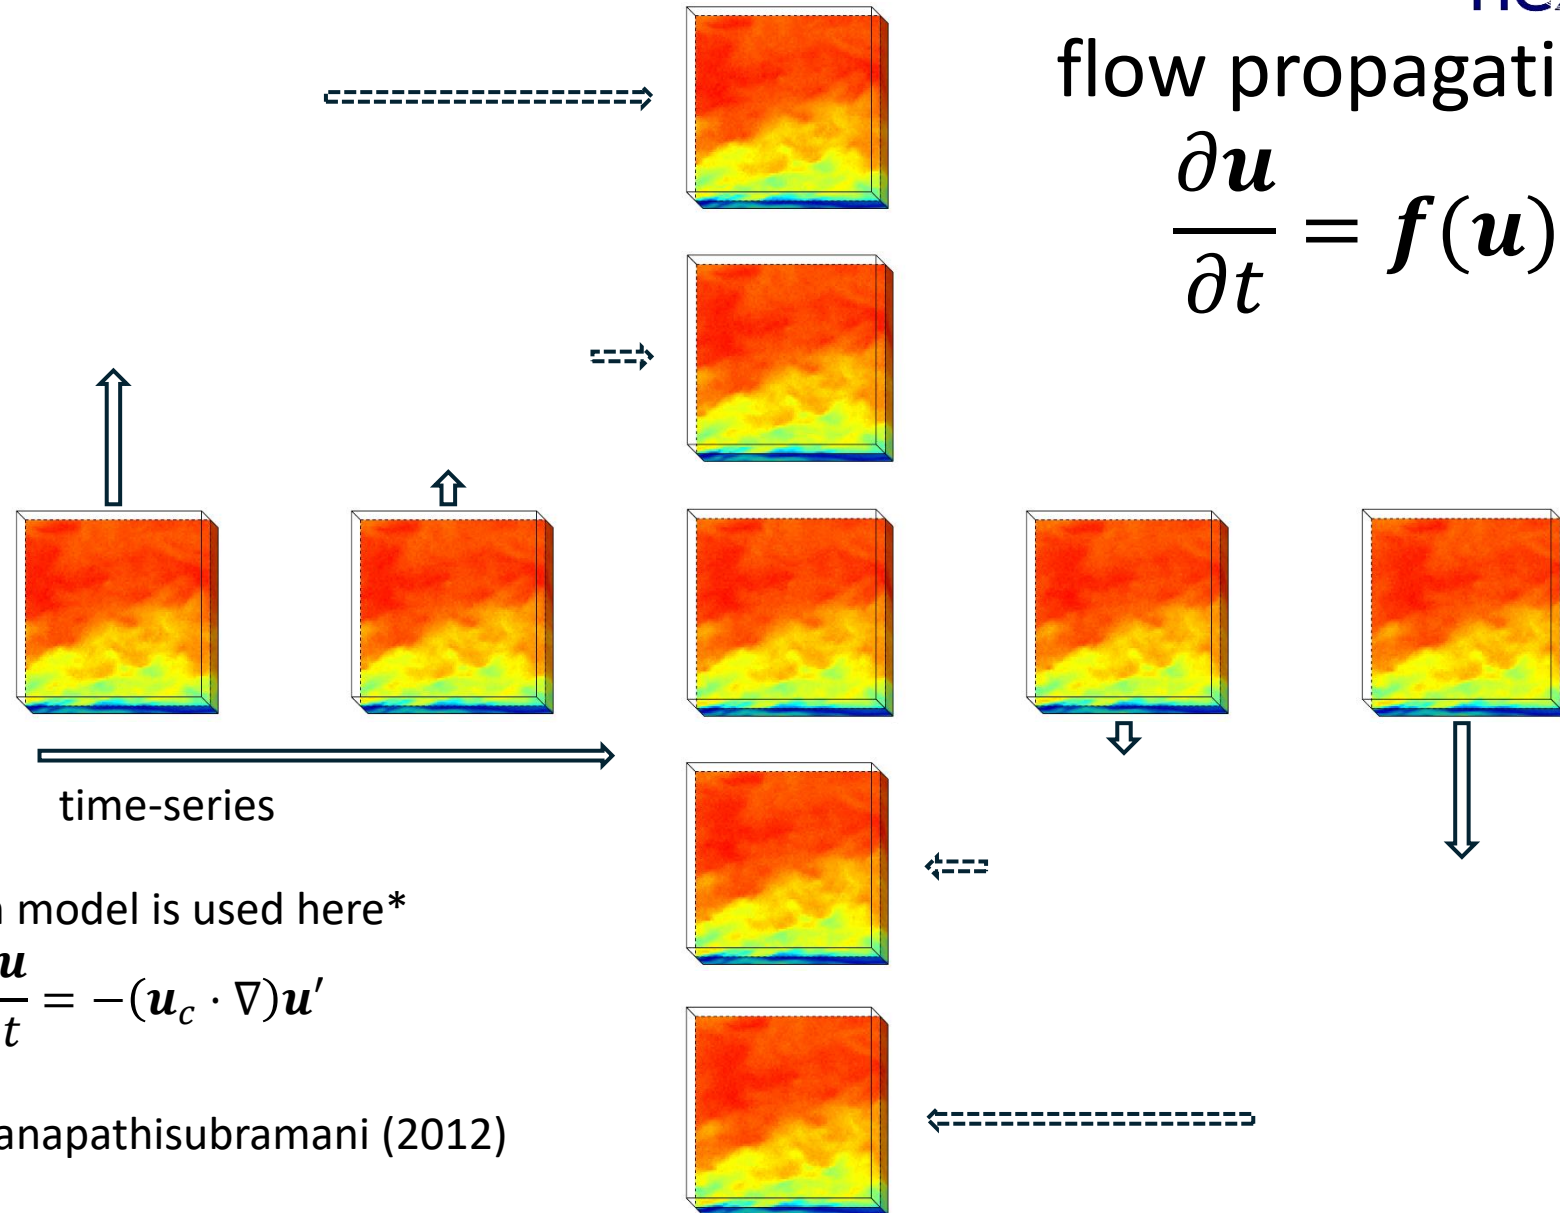 flow propagati
∂u
∂t
= f(u)
time-series
model is used here*
u
t
= −(u_c · ∇)u′
anapathisubramani (2012)